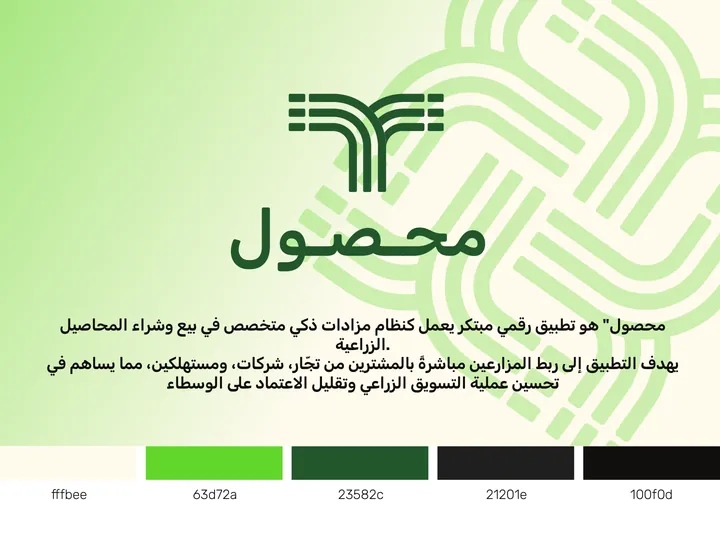 محـصـول
محصول" هو تطبيق رقمي مبتكر يعمل كنظام مزادات ذكي متخصص في بيع وشراء المحاصيل
الزراعية.
يهدف التطبيق إلى ربط المزارعين مباشرةً بالمشترين من تجّار، شركات، ومستهلكين، مما يساهم في
تحسين عملية التسويق الزراعي وتقليل الاعتماد على الوسطاء
fffbee
63d72a
23582c
21201e
100f0d